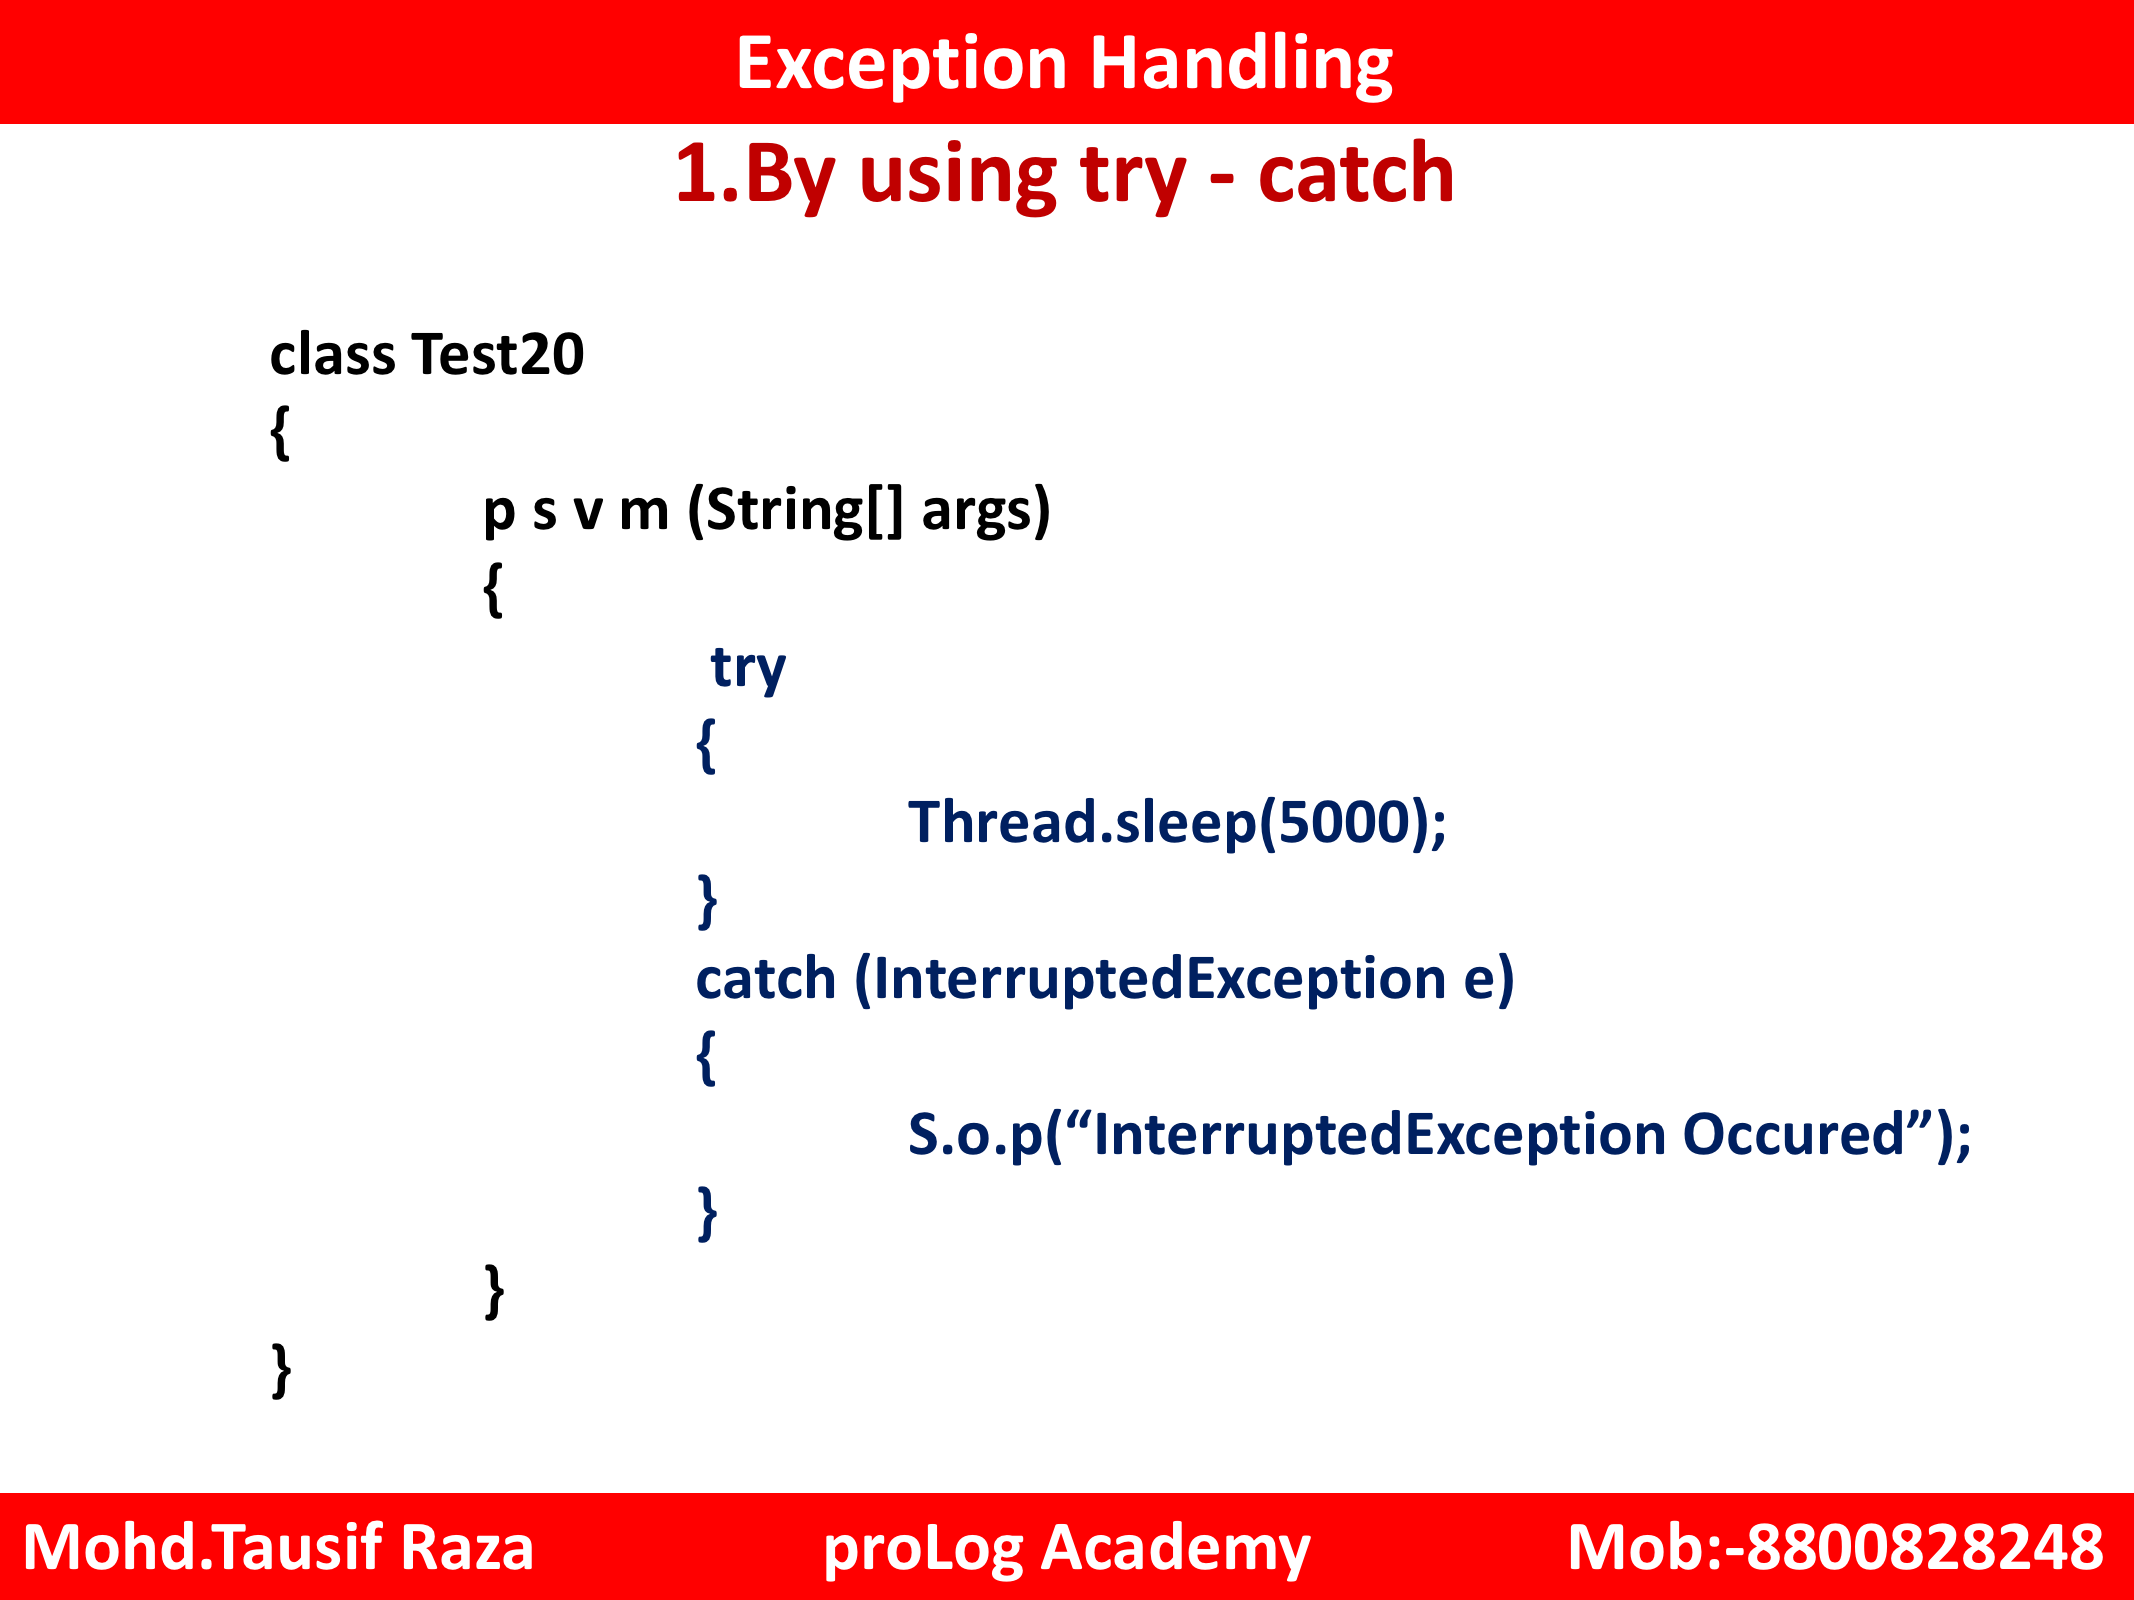 Exception Handling
1.By using try - catch
class Test20
{
p s v m (String[] args)
{
try
{
Thread.sleep(5000);
}
catch (InterruptedException e)
{
S.o.p(“InterruptedException Occured”);
}
}
}
Mohd.Tausif Raza proLog Academy Mob:-8800828248